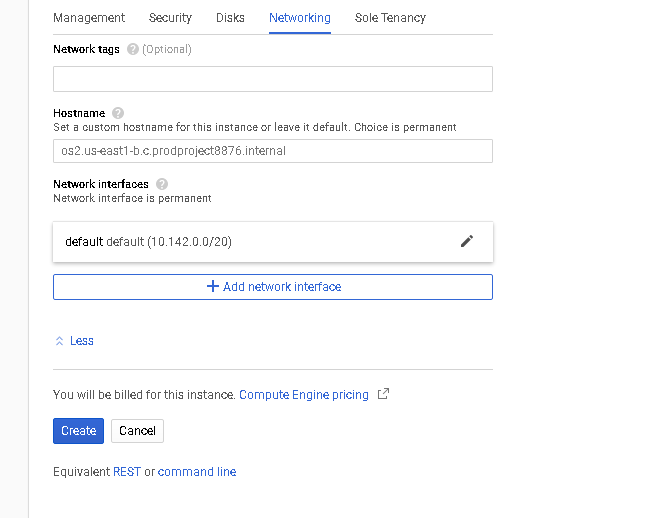 Management Security Disks Networking Sole Tenancy
Network tags (Optional)
Hostname
Set a custom hostname for this instance or leave it default. Choice is permanent
os2.us-east1-b.c.prodproject8876.internal
Network interfaces
Network interface is permanent
default default (10.142.0.0/20)
+ Add network interface
Less
You will be billed for this instance. Compute Engine pricing
Create Cancel
Equivalent REST or command line